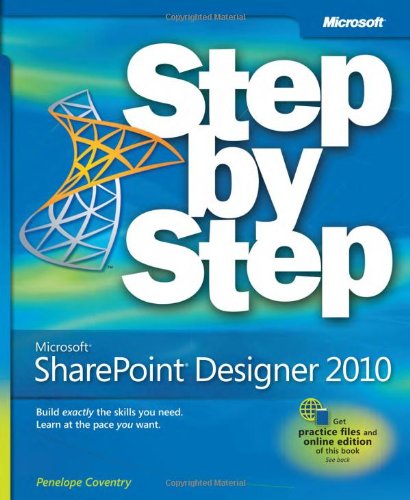 Copyrighted Material
Microsoft®
Step
by
Step
™
Microsoft®
SharePoint® Designer 2010
Build exactly the skills you need.
Learn at the pace you want.
Get
practice files and
online edition
of this book
See back
Penelope Coventry
Copyrighted Material